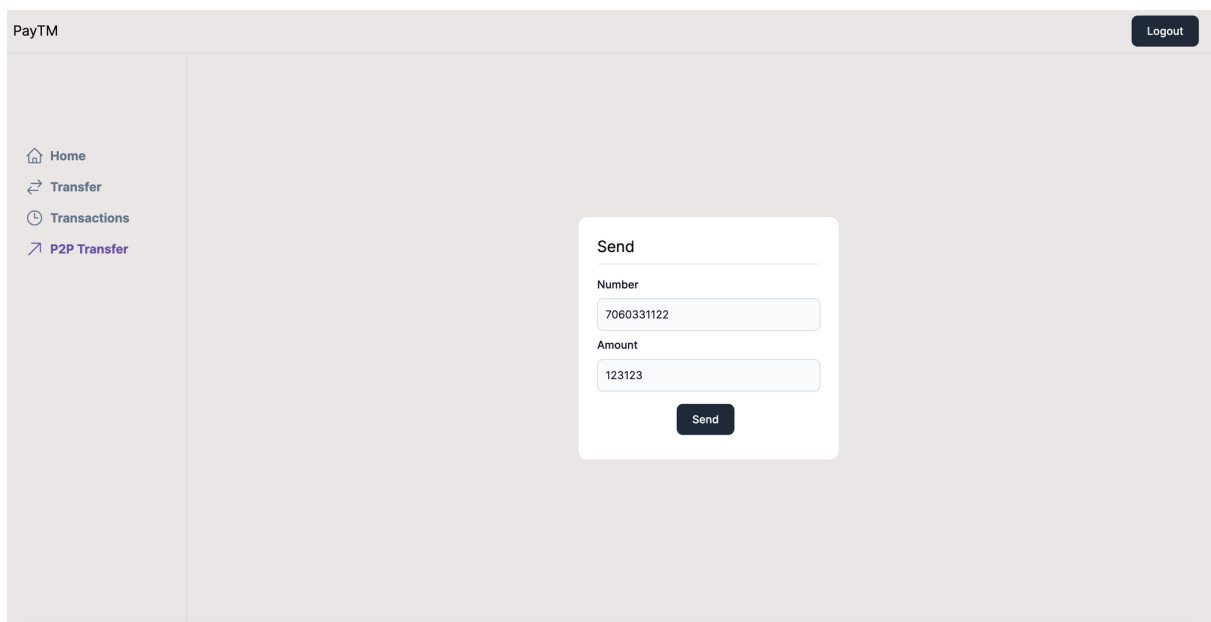 PayTM
Logout
Home
Transfer
Transactions
P2P Transfer
Send
Number
7060331122
Amount
123123
Send